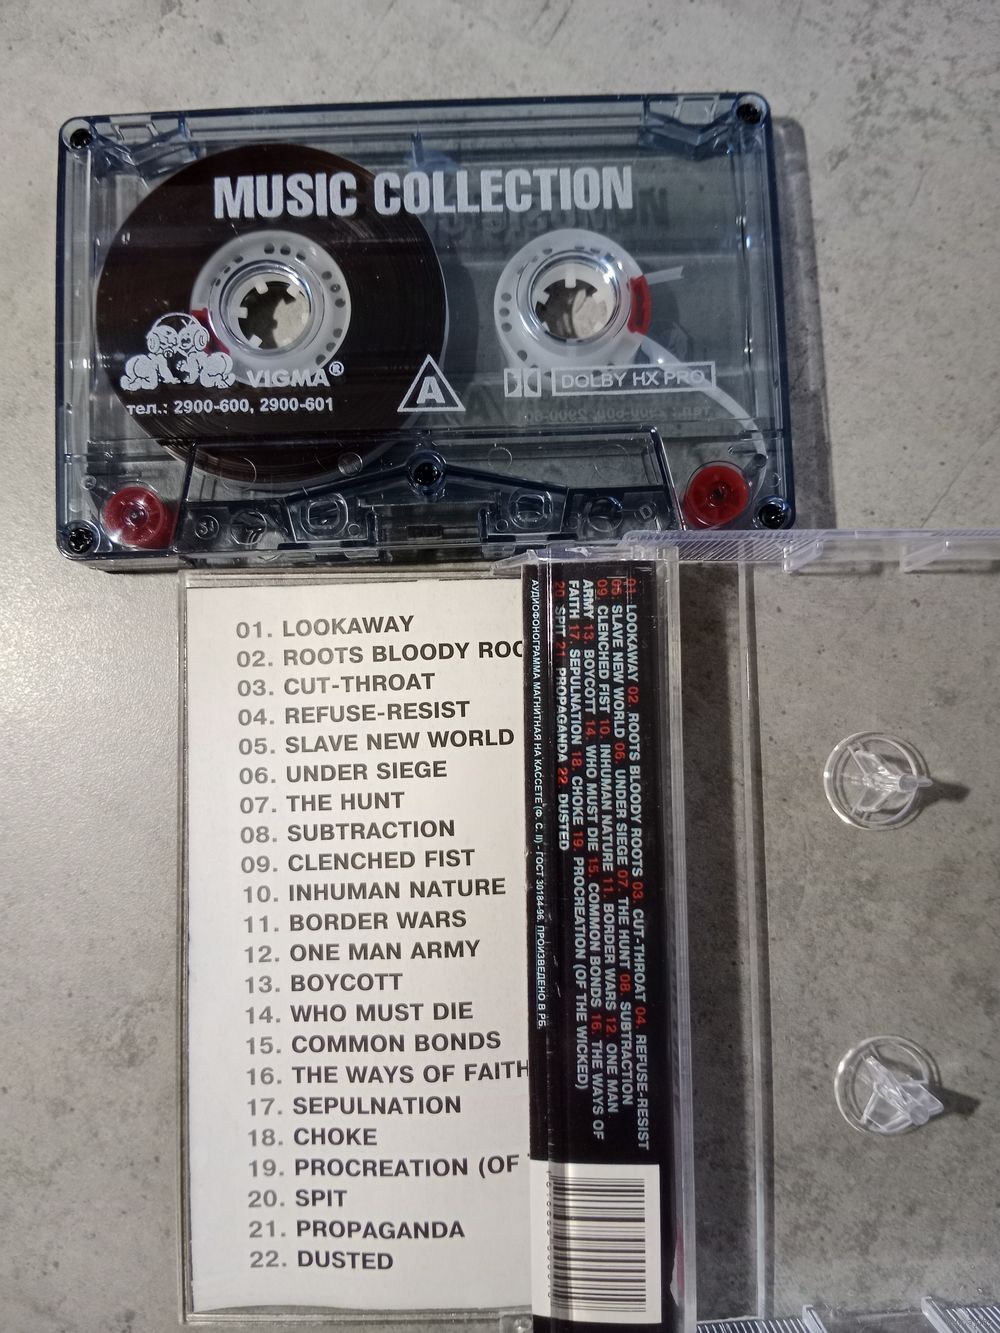 MUSIC COLLECTION
VIGMA®
тел.: 2900-600, 2900-601
A
DOLBY HX PRO
01. LOOKAWAY
02. ROOTS BLOODY ROO
03. CUT-THROAT
04. REFUSE-RESIST
05. SLAVE NEW WORLD
06. UNDER SIEGE
07. THE HUNT
08. SUBTRACTION
09. CLENCHED FIST
10. INHUMAN NATURE
11. BORDER WARS
12. ONE MAN ARMY
13. BOYCOTT
14. WHO MUST DIE
15. COMMON BONDS
16. THE WAYS OF FAITH
17. SEPULNATION
18. CHOKE
19. PROCREATION (OF
20. SPIT
21. PROPAGANDA
22. DUSTED
01. LOOKAWAY 02. ROOTS BLOODY ROOTS 03. CUT-THROAT 04. REFUSE-RESIST
05. SLAVE NEW WORLD 06. UNDER SIEGE 07. THE HUNT 08. SUBTRACTION
09. CLENCHED FIST 10. INHUMAN NATURE 11. BORDER WARS 12. ONE MAN
ARMY 13. BOYCOTT 14. WHO MUST DIE 15. COMMON BONDS 16. THE WAYS OF
FAITH 17. SEPULNATION 18. CHOKE 19. PROCREATION (OF THE WICKED)
20. SPIT 21. PROPAGANDA 22. DUSTED
АУДИОФОНОГРАММА МАГНИТНАЯ НА КАССЕТЕ (Ф. С. II) - ГОСТ 30184-96. ПРОИЗВЕДЕНО В РБ.